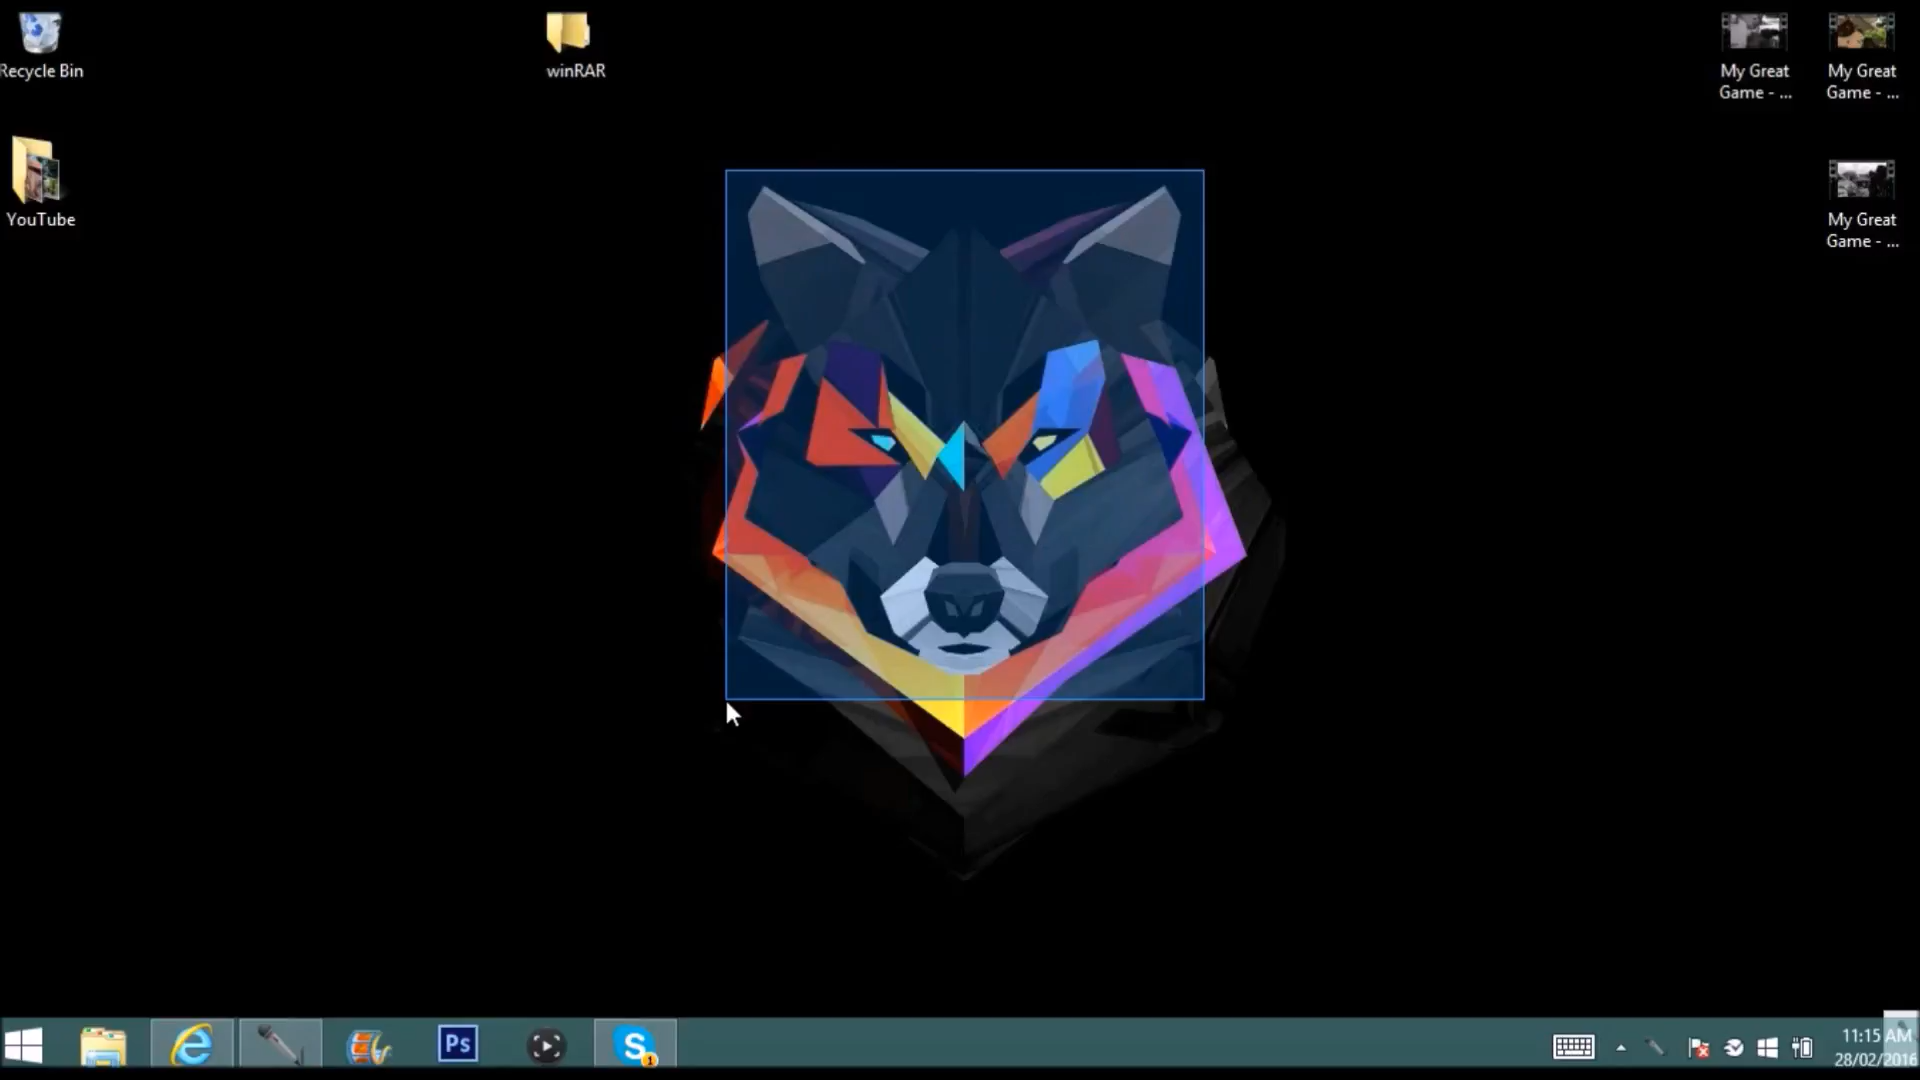 Recycle Bin
winRAR
My Great
Game - ...
My Great
Game - ...
YouTube
My Great
Game - ...
Ps
S
1
11:15 AM
28/02/2016